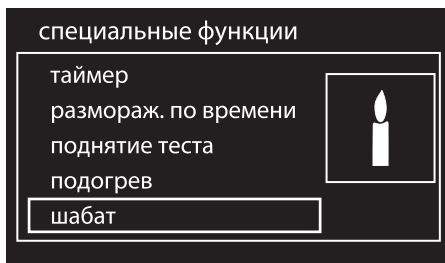 специальные функции
таймер
размораж. по времени
поднятие теста
подогрев
шабат